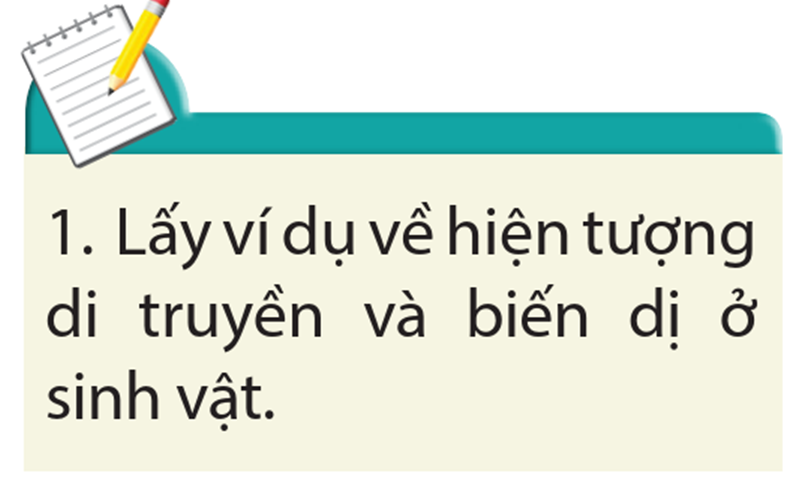 1. Lấy ví dụ về hiện tượng
di truyền và biến dị ở
sinh vật.